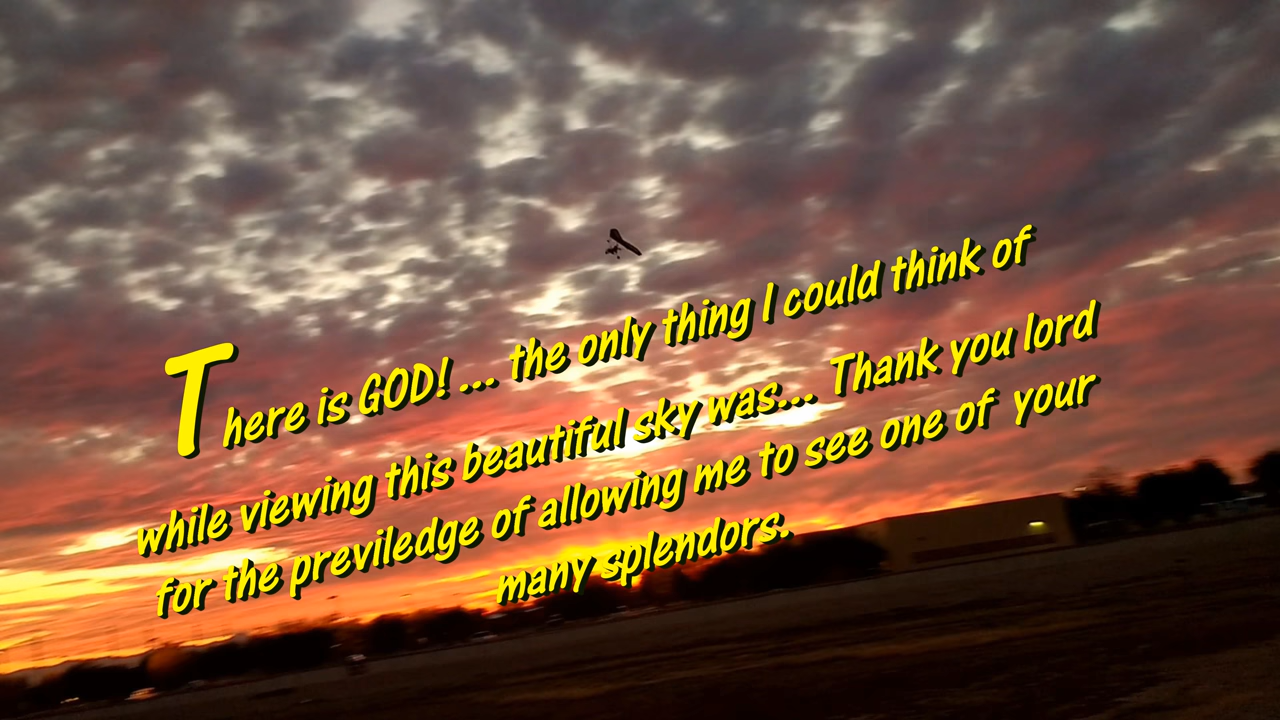 There is GOD! ... the only thing I could think of
while viewing this beautiful sky was... Thank you lord
for the previledge of allowing me to see one of your
many splendors.